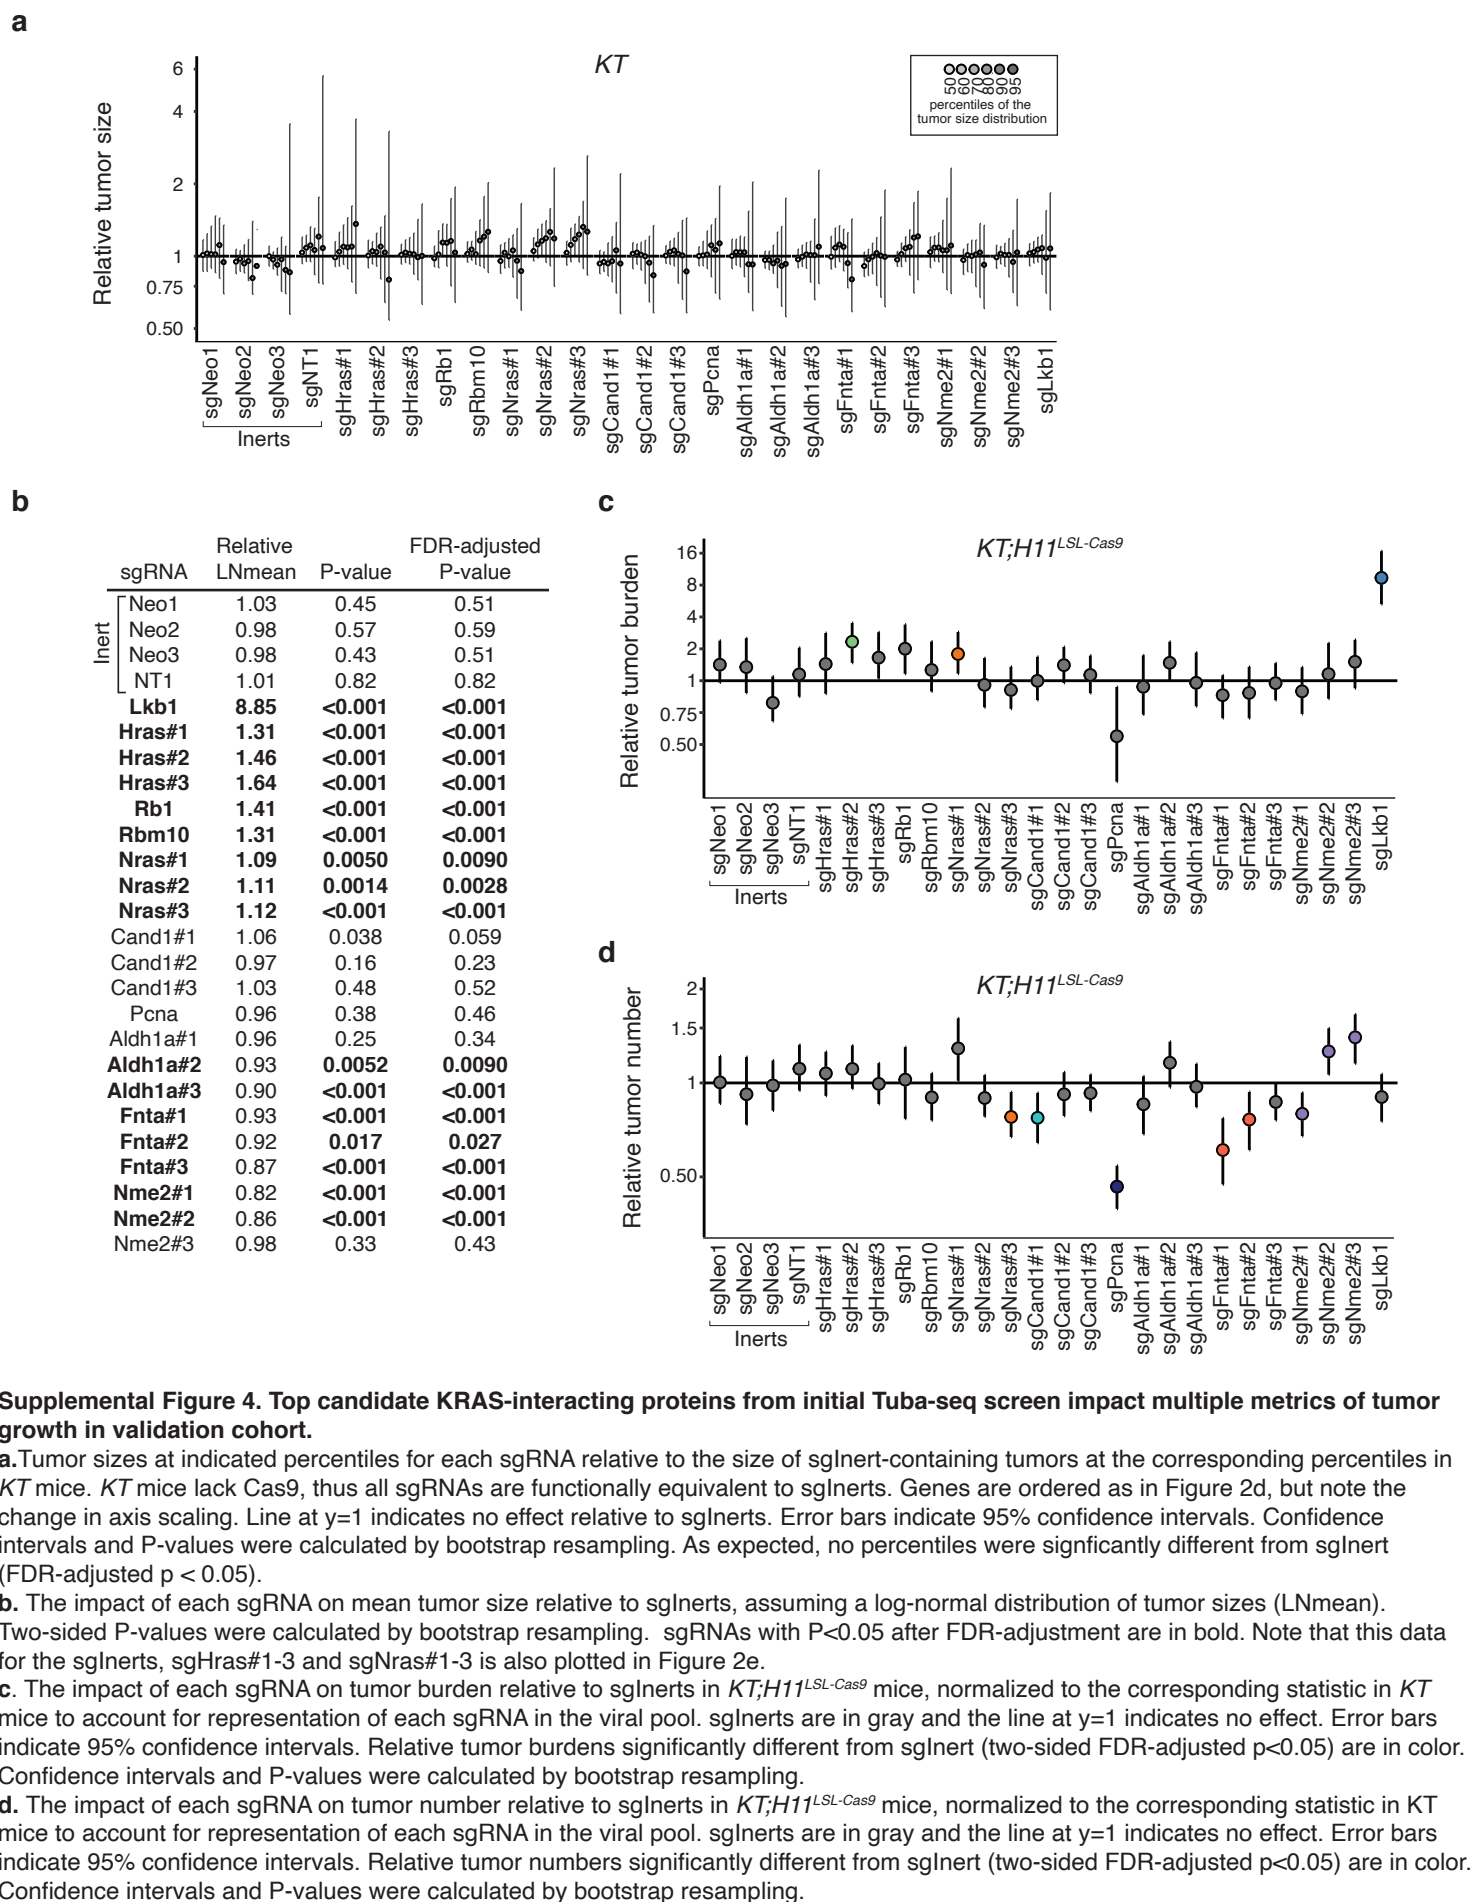 a
KT
6
4
2
1
0.75
0.50
Relative tumor size
50 60 70 80 90 95
percentiles of the
tumor size distribution
sgNeo1
sgNeo2
sgNeo3
sgNT1
sgHras#1
sgHras#2
sgHras#3
sgRb1
sgRbm10
sgNras#1
sgNras#2
sgNras#3
sgCand1#1
sgCand1#2
sgCand1#3
sgPcna
sgAldh1a#1
sgAldh1a#2
sgAldh1a#3
sgFnta#1
sgFnta#2
sgFnta#3
sgNme2#1
sgNme2#2
sgNme2#3
sgLkb1
Inerts
b
Relative FDR-adjusted
sgRNA LNmean P-value P-value
Inert
Neo1 1.03 0.45 0.51
Neo2 0.98 0.57 0.59
Neo3 0.98 0.43 0.51
NT1 1.01 0.82 0.82
Lkb1 8.85 <0.001 <0.001
Hras#1 1.31 <0.001 <0.001
Hras#2 1.46 <0.001 <0.001
Hras#3 1.64 <0.001 <0.001
Rb1 1.41 <0.001 <0.001
Rbm10 1.31 <0.001 <0.001
Nras#1 1.09 0.0050 0.0090
Nras#2 1.11 0.0014 0.0028
Nras#3 1.12 <0.001 <0.001
Cand1#1 1.06 0.038 0.059
Cand1#2 0.97 0.16 0.23
Cand1#3 1.03 0.48 0.52
Pcna 0.96 0.38 0.46
Aldh1a#1 0.96 0.25 0.34
Aldh1a#2 0.93 0.0052 0.0090
Aldh1a#3 0.90 <0.001 <0.001
Fnta#1 0.93 <0.001 <0.001
Fnta#2 0.92 0.017 0.027
Fnta#3 0.87 <0.001 <0.001
Nme2#1 0.82 <0.001 <0.001
Nme2#2 0.86 <0.001 <0.001
Nme2#3 0.98 0.33 0.43
c
KT;H11LSL-Cas9
16
8
4
2
1
0.75
0.50
Relative tumor burden
sgNeo1
sgNeo2
sgNeo3
sgNT1
sgHras#1
sgHras#2
sgHras#3
sgRb1
sgRbm10
sgNras#1
sgNras#2
sgNras#3
sgCand1#1
sgCand1#2
sgCand1#3
sgPcna
sgAldh1a#1
sgAldh1a#2
sgAldh1a#3
sgFnta#1
sgFnta#2
sgFnta#3
sgNme2#1
sgNme2#2
sgNme2#3
sgLkb1
Inerts
d
KT;H11LSL-Cas9
2
1.5
1
0.50
Relative tumor number
sgNeo1
sgNeo2
sgNeo3
sgNT1
sgHras#1
sgHras#2
sgHras#3
sgRb1
sgRbm10
sgNras#1
sgNras#2
sgNras#3
sgCand1#1
sgCand1#2
sgCand1#3
sgPcna
sgAldh1a#1
sgAldh1a#2
sgAldh1a#3
sgFnta#1
sgFnta#2
sgFnta#3
sgNme2#1
sgNme2#2
sgNme2#3
sgLkb1
Inerts
Supplemental Figure 4. Top candidate KRAS-interacting proteins from initial Tuba-seq screen impact multiple metrics of tumor
growth in validation cohort.
a.Tumor sizes at indicated percentiles for each sgRNA relative to the size of sgInert-containing tumors at the corresponding percentiles in
KT mice. KT mice lack Cas9, thus all sgRNAs are functionally equivalent to sgInerts. Genes are ordered as in Figure 2d, but note the
change in axis scaling. Line at y=1 indicates no effect relative to sgInerts. Error bars indicate 95% confidence intervals. Confidence
intervals and P-values were calculated by bootstrap resampling. As expected, no percentiles were signficantly different from sgInert
(FDR-adjusted p < 0.05).
b. The impact of each sgRNA on mean tumor size relative to sgInerts, assuming a log-normal distribution of tumor sizes (LNmean).
Two-sided P-values were calculated by bootstrap resampling. sgRNAs with P<0.05 after FDR-adjustment are in bold. Note that this data
for the sgInerts, sgHras#1-3 and sgNras#1-3 is also plotted in Figure 2e.
c. The impact of each sgRNA on tumor burden relative to sgInerts in KT;H11LSL-Cas9 mice, normalized to the corresponding statistic in KT
mice to account for representation of each sgRNA in the viral pool. sgInerts are in gray and the line at y=1 indicates no effect. Error bars
indicate 95% confidence intervals. Relative tumor burdens significantly different from sgInert (two-sided FDR-adjusted p<0.05) are in color.
Confidence intervals and P-values were calculated by bootstrap resampling.
d. The impact of each sgRNA on tumor number relative to sgInerts in KT;H11LSL-Cas9 mice, normalized to the corresponding statistic in KT
mice to account for representation of each sgRNA in the viral pool. sgInerts are in gray and the line at y=1 indicates no effect. Error bars
indicate 95% confidence intervals. Relative tumor numbers significantly different from sgInert (two-sided FDR-adjusted p<0.05) are in color.
Confidence intervals and P-values were calculated by bootstrap resampling.